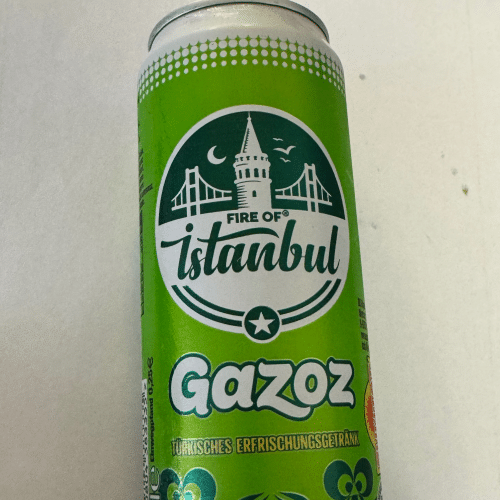 FIRE OF®
istanbul
Gazoz
TÜRKISCHES ERFRISCHUNGSGETRÄNK